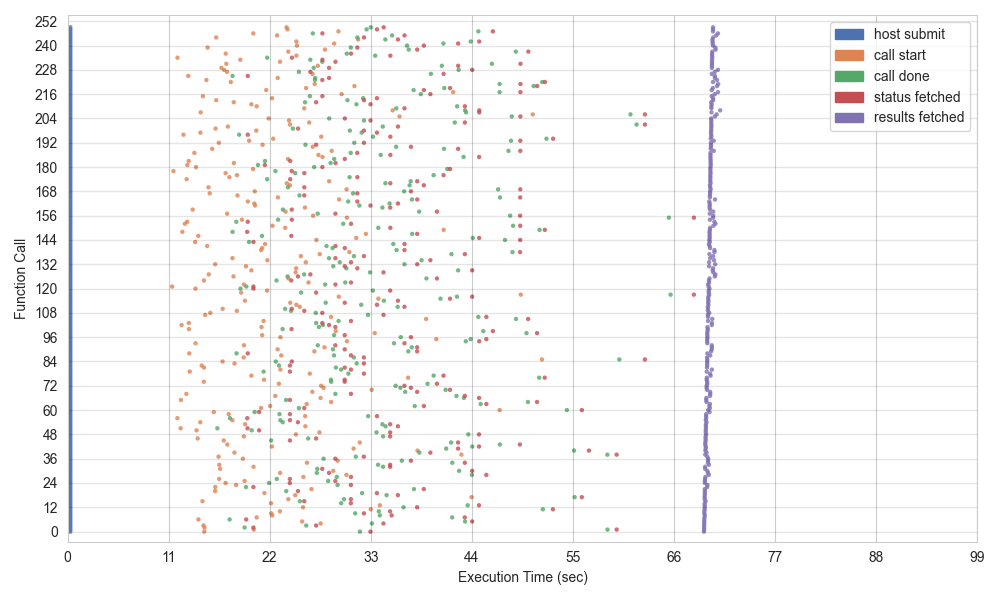 252
240
228
216
204
192
180
168
156
144
132
120
108
96
84
72
60
48
36
24
12
0
Function Call
0 11 22 33 44 55 66 77 88 99
Execution Time (sec)
host submit
call start
call done
status fetched
results fetched